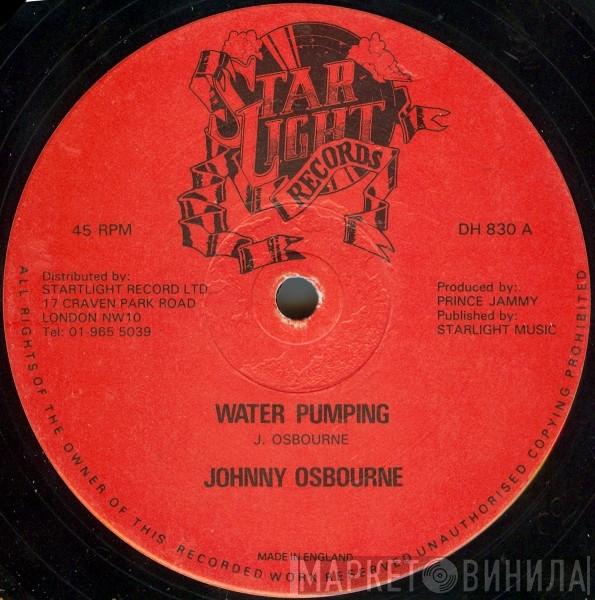 STAR
LIGHT
RECORDS
45 RPM
DH 830 A
Distributed by:
STARTLIGHT RECORD LTD
17 CRAVEN PARK ROAD
LONDON NW10
Tel: 01-965 5039
Produced by:.
PRINCE JAMMY
Published by:
STARLIGHT MUSIC
WATER PUMPING
J. OSBOURNE
JOHNNY OSBOURNE
MADE IN ENGLAND
ALL RIGHTS OF THE OWNER OF THIS RECORDED WORK RESERVED UNAUTHORISED COPYING PROHIBITED
МАРКЕТ ВИНИЛА